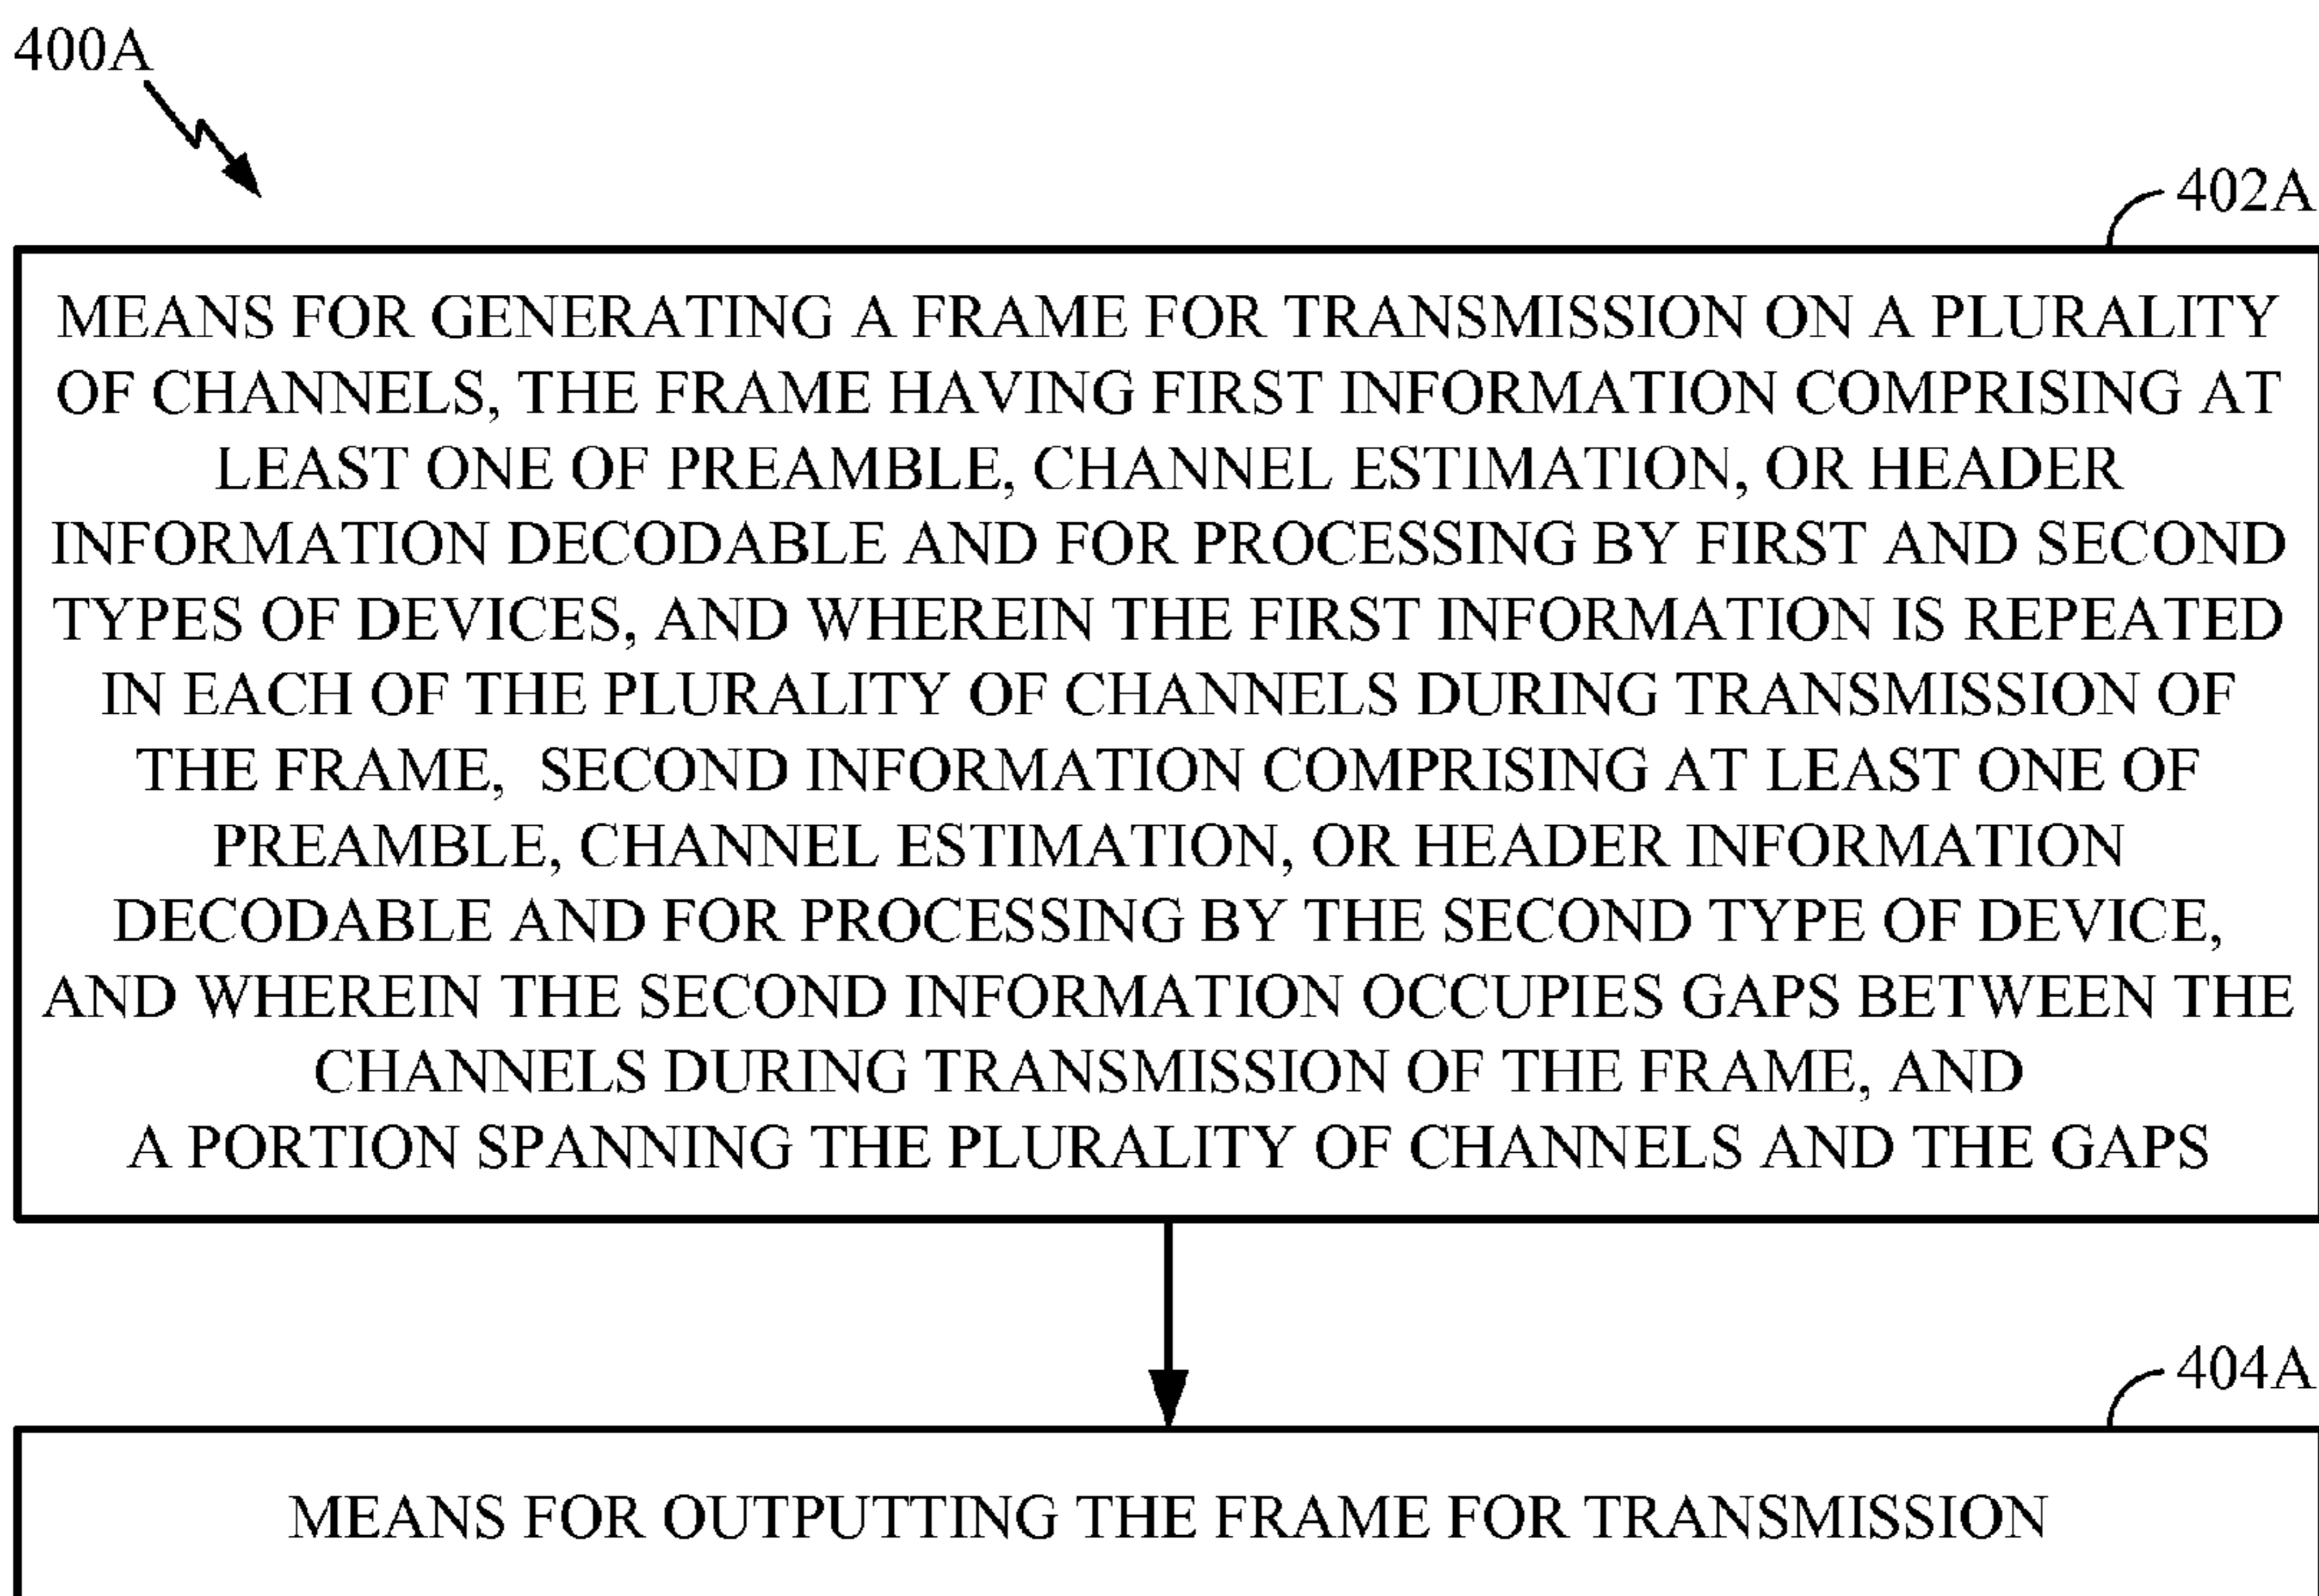 400A
402A
MEANS FOR GENERATING A FRAME FOR TRANSMISSION ON A PLURALITY
OF CHANNELS, THE FRAME HAVING FIRST INFORMATION COMPRISING AT
LEAST ONE OF PREAMBLE, CHANNEL ESTIMATION, OR HEADER
INFORMATION DECODABLE AND FOR PROCESSING BY FIRST AND SECOND
TYPES OF DEVICES, AND WHEREIN THE FIRST INFORMATION IS REPEATED
IN EACH OF THE PLURALITY OF CHANNELS DURING TRANSMISSION OF
THE FRAME, SECOND INFORMATION COMPRISING AT LEAST ONE OF
PREAMBLE, CHANNEL ESTIMATION, OR HEADER INFORMATION
DECODABLE AND FOR PROCESSING BY THE SECOND TYPE OF DEVICE,
AND WHEREIN THE SECOND INFORMATION OCCUPIES GAPS BETWEEN THE
CHANNELS DURING TRANSMISSION OF THE FRAME, AND
A PORTION SPANNING THE PLURALITY OF CHANNELS AND THE GAPS
404A
MEANS FOR OUTPUTTING THE FRAME FOR TRANSMISSION